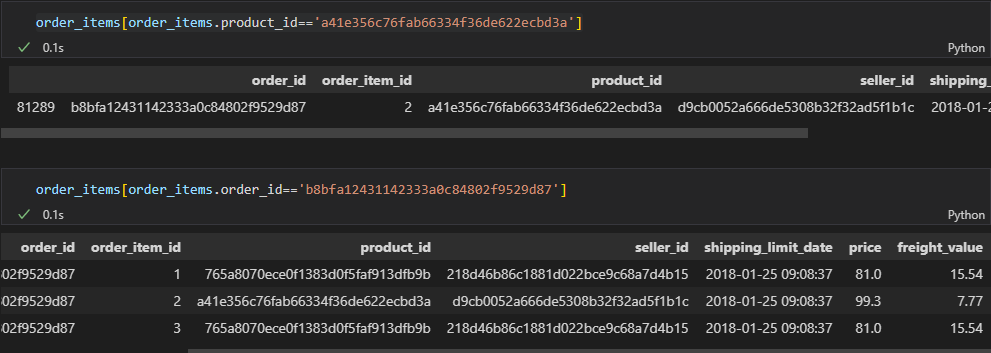 order_items[order_items.product_id=='a41e356c76fab66334f36de622ecbd3a']
0.1s Python
order_id order_item_id product_id seller_id shipping_
81289 b8bfa12431142333a0c84802f9529d87 2 a41e356c76fab66334f36de622ecbd3a d9cb0052a666de5308b32f32ad5f1b1c 2018-01-2
order_items[order_items.order_id=='b8bfa12431142333a0c84802f9529d87']
0.1s Python
order_id order_item_id product_id seller_id shipping_limit_date price freight_value
02f9529d87 1 765a8070ece0f1383d0f5faf913dfb9b 218d46b86c1881d022bce9c68a7d4b15 2018-01-25 09:08:37 81.0 15.54
02f9529d87 2 a41e356c76fab66334f36de622ecbd3a d9cb0052a666de5308b32f32ad5f1b1c 2018-01-25 09:08:37 99.3 7.77
02f9529d87 3 765a8070ece0f1383d0f5faf913dfb9b 218d46b86c1881d022bce9c68a7d4b15 2018-01-25 09:08:37 81.0 15.54